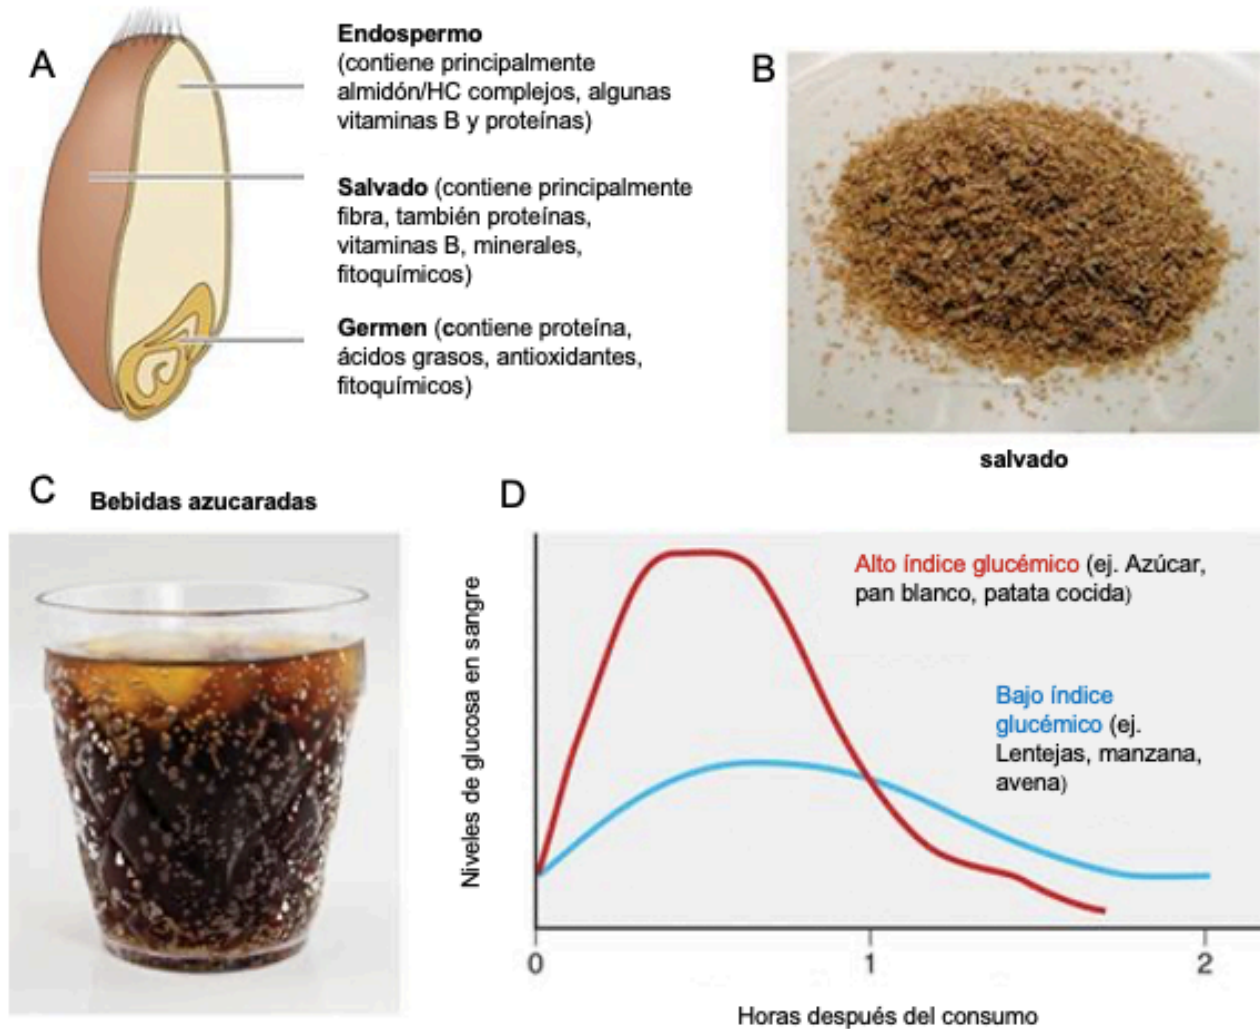 A
Endospermo
(contiene principalmente
almidón/HC complejos, algunas
vitaminas B y proteínas)
Salvado (contiene principalmente
fibra, también proteínas,
vitaminas B, minerales,
fitoquímicos)
Germen (contiene proteína,
ácidos grasos, antioxidantes,
fitoquímicos)
B
salvado
C
Bebidas azucaradas
D
Niveles de glucosa en sangre
Alto índice glucémico (ej. Azúcar,
pan blanco, patata cocida)
Bajo índice
glucémico (ej.
Lentejas, manzana,
avena)
0 1 2
Horas después del consumo